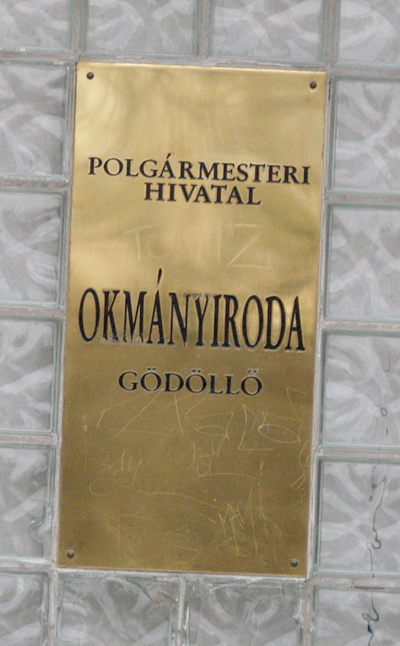 POLGÁRMESTERI
HIVATAL
OKMÁNYIRODA
GÖDÖLLŐ